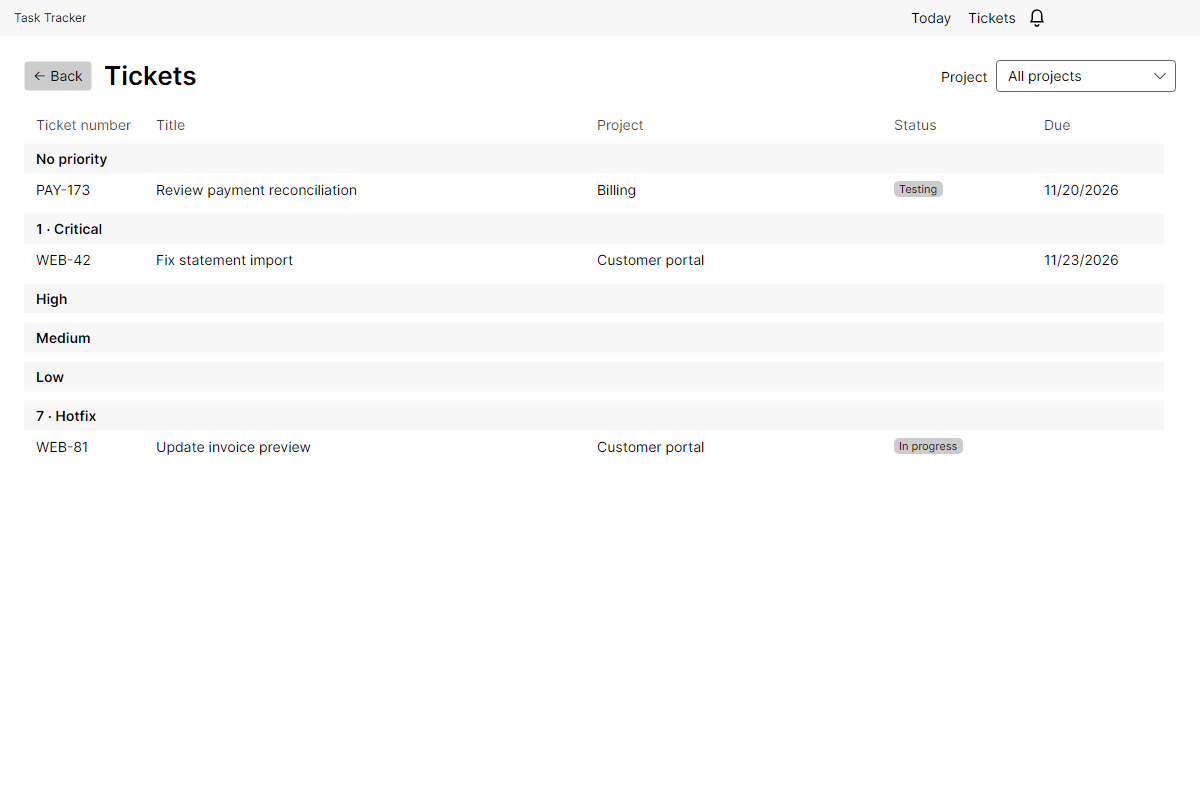 Task Tracker Today Tickets
← Back Tickets Project All projects
Ticket number Title Project Status Due
No priority
PAY-173 Review payment reconciliation Billing Testing 11/20/2026
1 · Critical
WEB-42 Fix statement import Customer portal 11/23/2026
High
Medium
Low
7 · Hotfix
WEB-81 Update invoice preview Customer portal In progress